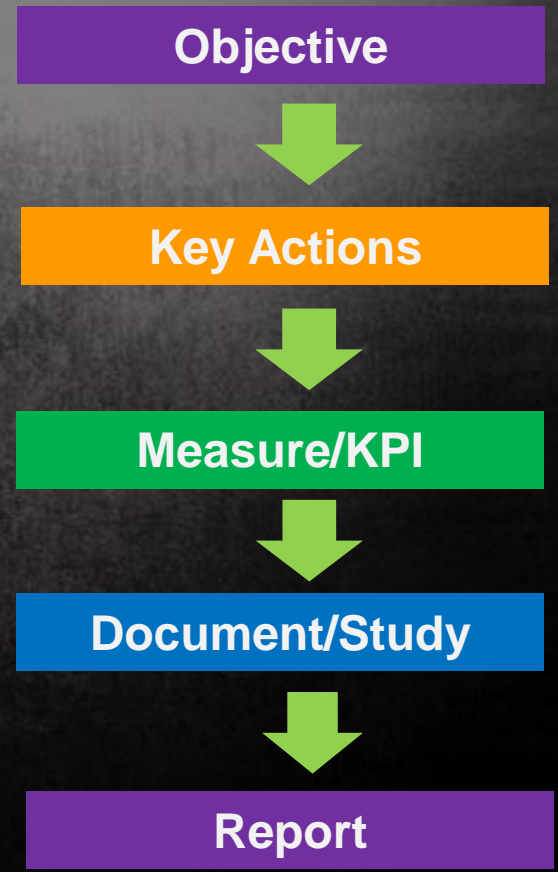 Objective
Key Actions
Measure/KPI
Document/Study
Report